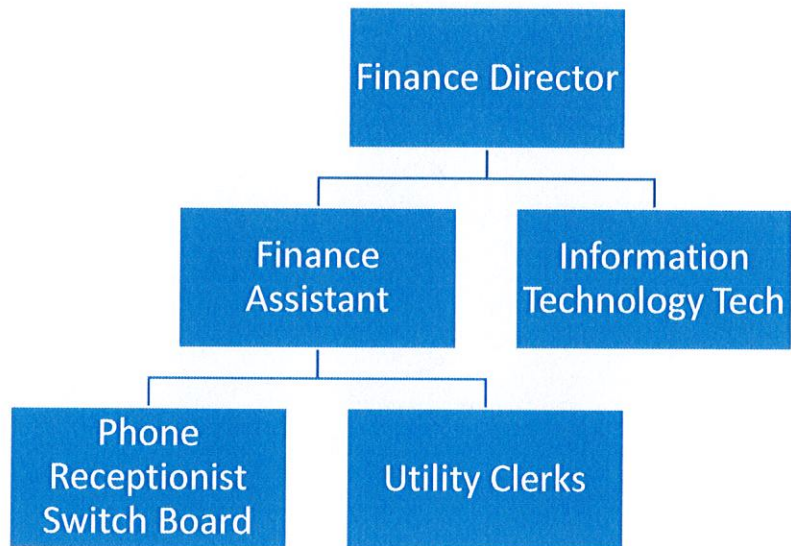 Finance Director
Finance
Assistant
Information
Technology Tech
Phone
Receptionist
Switch Board
Utility Clerks